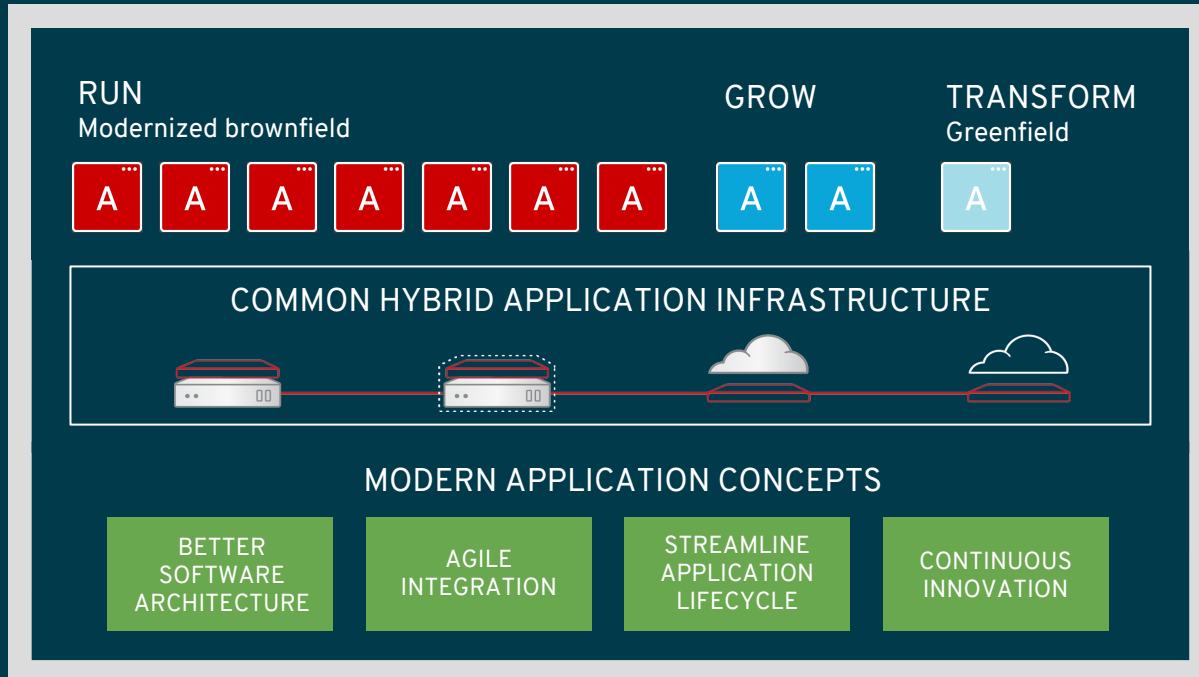 RUN
Modernized brownfield
GROW
TRANSFORM
Greenfield
A A A A A A A A A A
COMMON HYBRID APPLICATION INFRASTRUCTURE
MODERN APPLICATION CONCEPTS
BETTER
SOFTWARE
ARCHITECTURE
AGILE
INTEGRATION
STREAMLINE
APPLICATION
LIFECYCLE
CONTINUOUS
INNOVATION